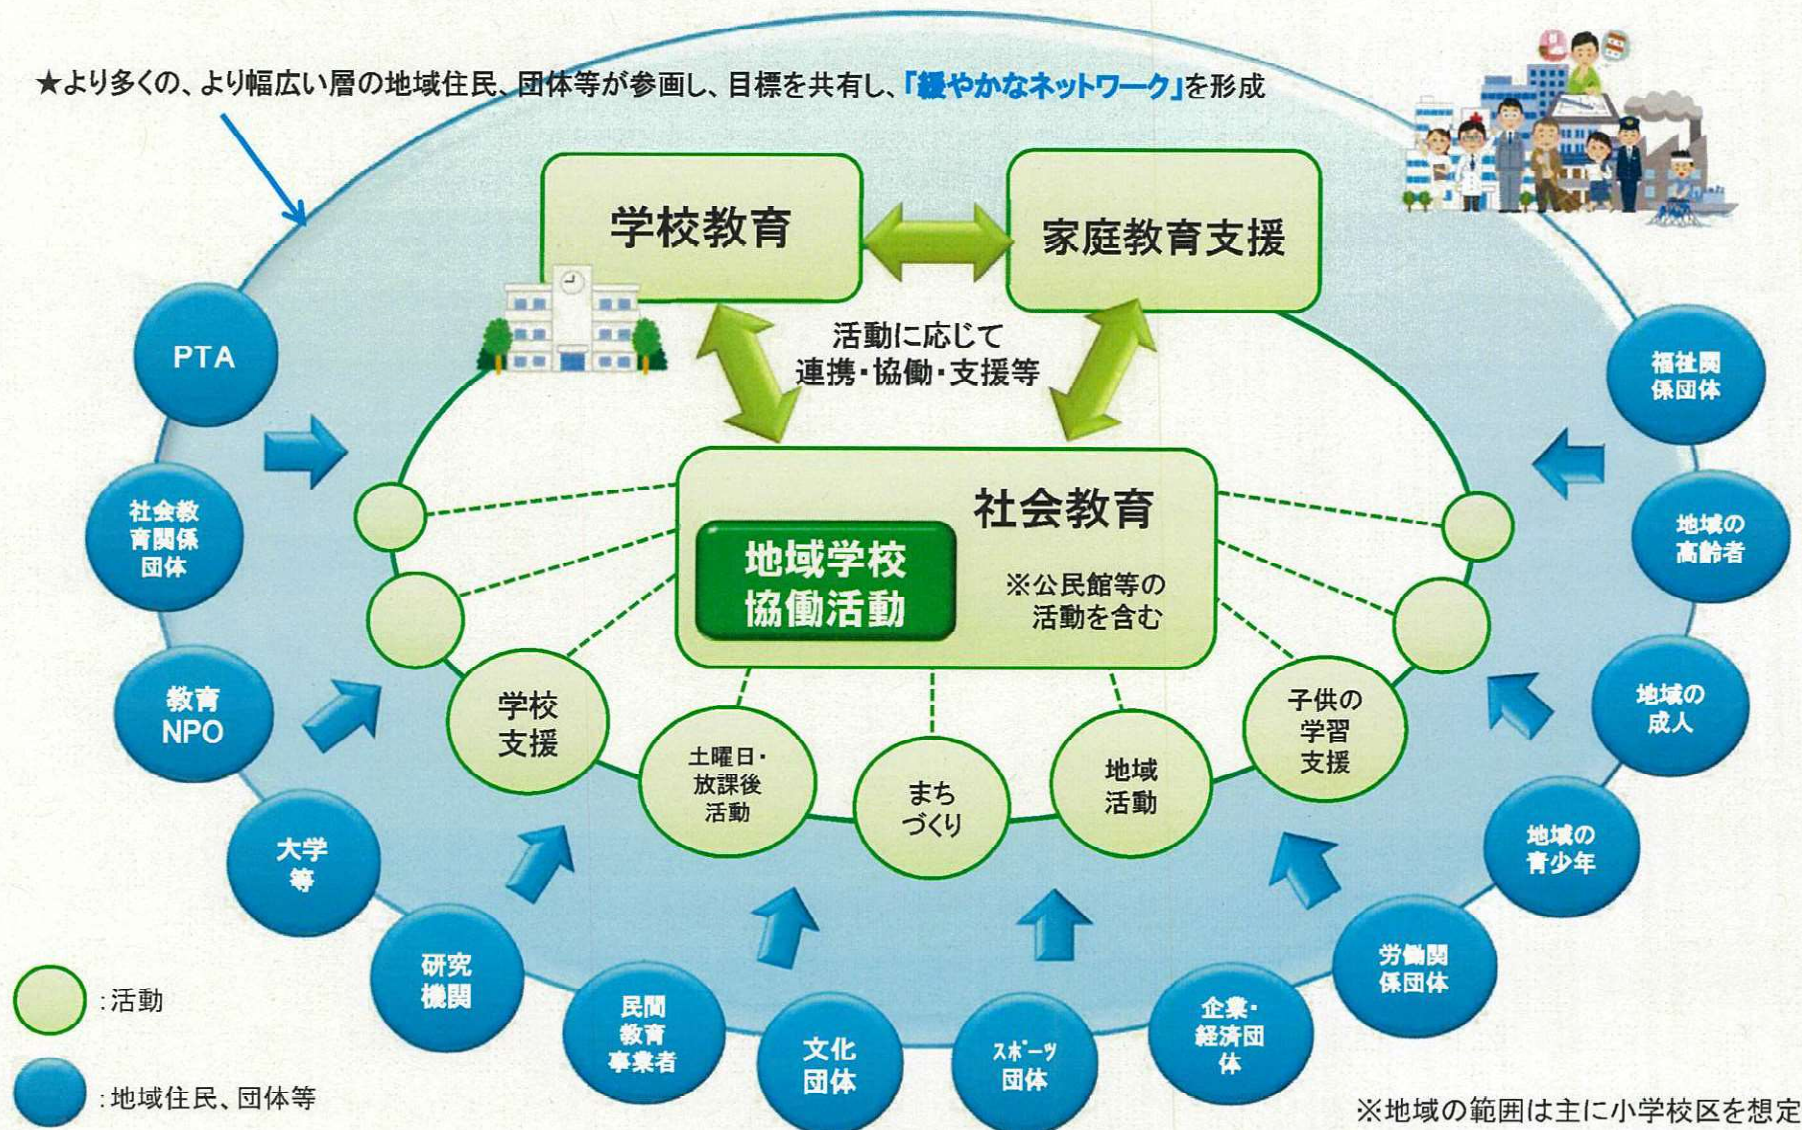 ★より多くの、より幅広い層の地域住民、団体等が参画し、目標を共有し、「緩やかなネットワーク」を形成
学校教育
家庭教育支援
活動に応じて
連携・協働・支援等
社会教育
地域学校
協働活動
※公民館等の
活動を含む
学校
支援
土曜日・
放課後
活動
まち
づくり
地域
活動
子供の
学習
支援
PTA
社会教
育関係
団体
教育
NPO
大学
等
研究
機関
民間
教育
事業者
文化
団体
ｽﾎﾟｰﾂ
団体
企業・
経済団
体
労働関
係団体
地域の
青少年
地域の
成人
地域の
高齢者
福祉関
係団体
:活動
:地域住民、団体等
※地域の範囲は主に小学校区を想定